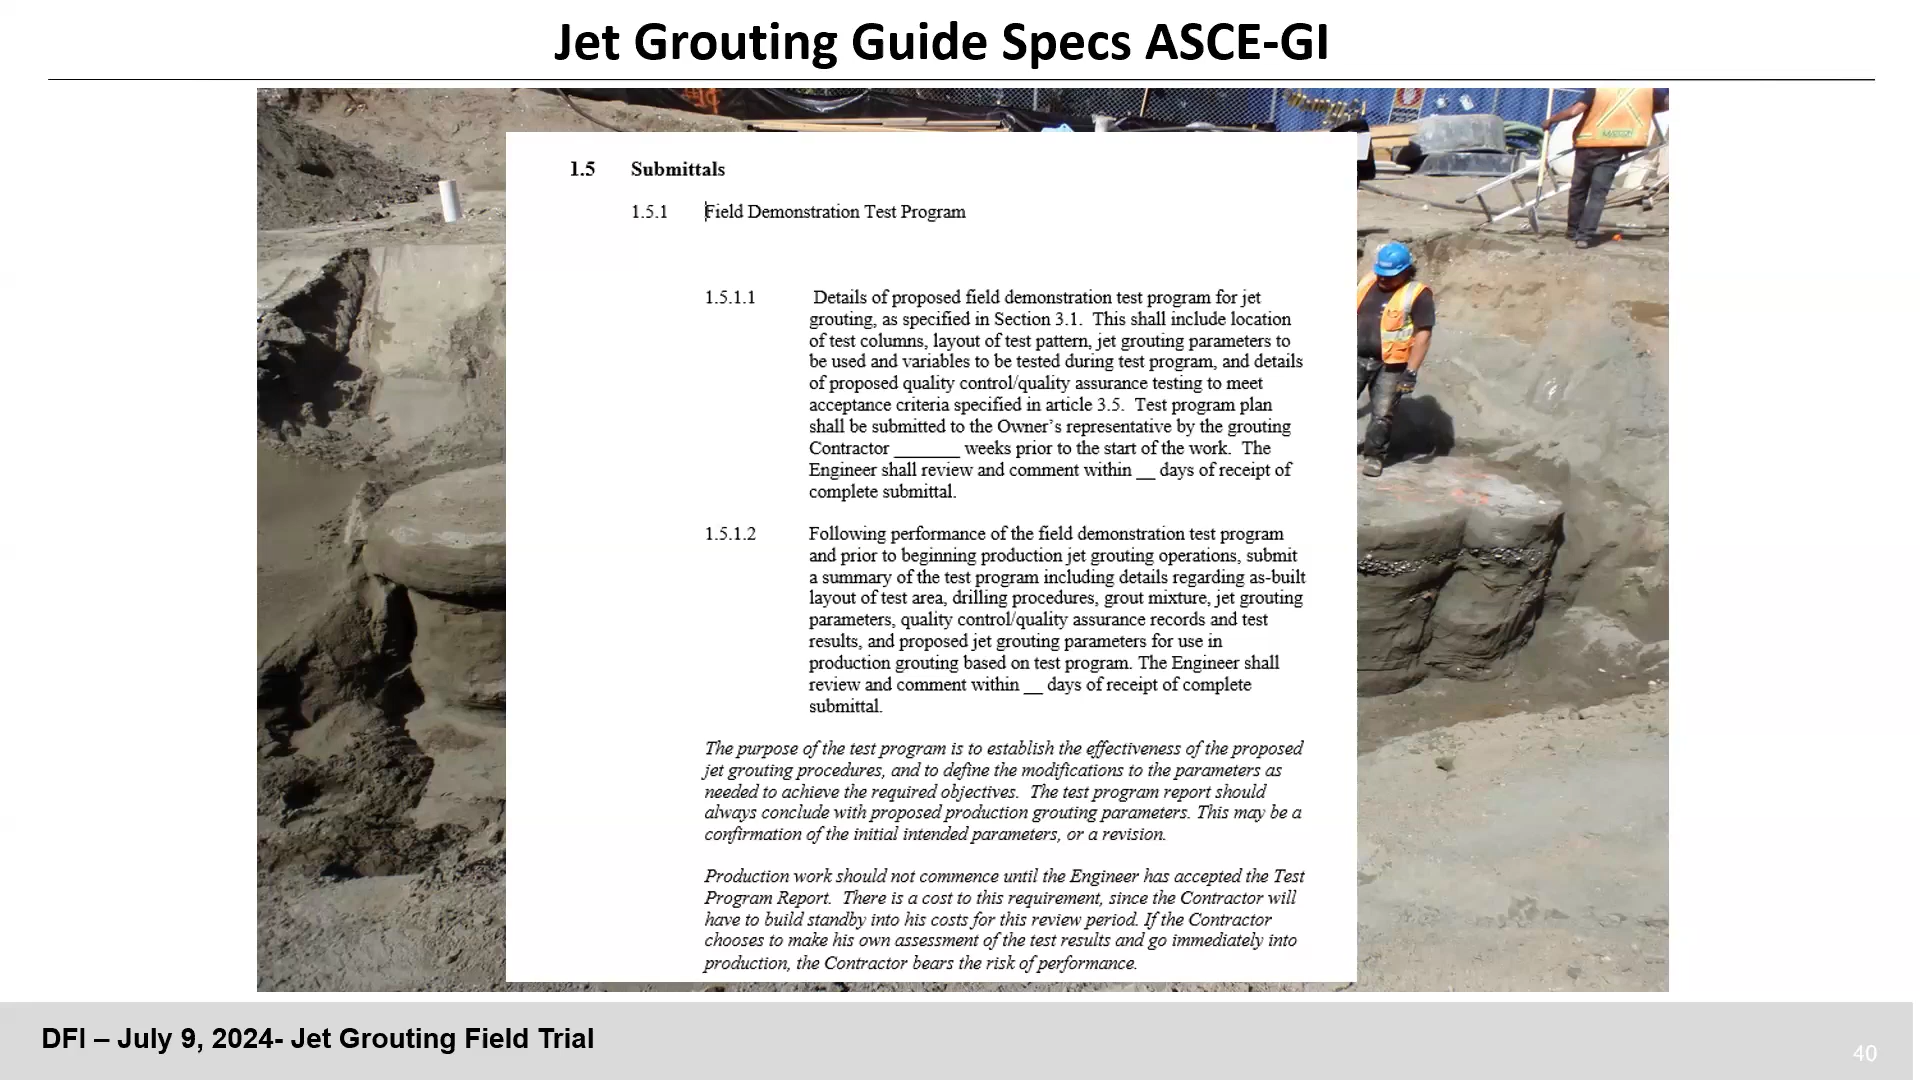 Jet Grouting Guide Specs ASCE-GI
1.5 Submittals
1.5.1 Field Demonstration Test Program
1.5.1.1 Details of proposed field demonstration test program for jet
grouting, as specified in Section 3.1. This shall include location
of test columns, layout of test pattern, jet grouting parameters to
be used and variables to be tested during test program, and details
of proposed quality control/quality assurance testing to meet
acceptance criteria specified in article 3.5. Test program plan
shall be submitted to the Owner's representative by the grouting
Contractor _______ weeks prior to the start of the work. The
Engineer shall review and comment within __ days of receipt of
complete submittal.
1.5.1.2 Following performance of the field demonstration test program
and prior to beginning production jet grouting operations, submit
a summary of the test program including details regarding as-built
layout of test area, drilling procedures, grout mixture, jet grouting
parameters, quality control/quality assurance records and test
results, and proposed jet grouting parameters for use in
production grouting based on test program. The Engineer shall
review and comment within __ days of receipt of complete
submittal.
The purpose of the test program is to establish the effectiveness of the proposed
jet grouting procedures, and to define the modifications to the parameters as
needed to achieve the required objectives. The test program report should
always conclude with proposed production grouting parameters. This may be a
confirmation of the initial intended parameters, or a revision.
Production work should not commence until the Engineer has accepted the Test
Program Report. There is a cost to this requirement, since the Contractor will
have to build standby into his costs for this review period. If the Contractor
chooses to make his own assessment of the test results and go immediately into
production, the Contractor bears the risk of performance.
DFI – July 9, 2024- Jet Grouting Field Trial
40